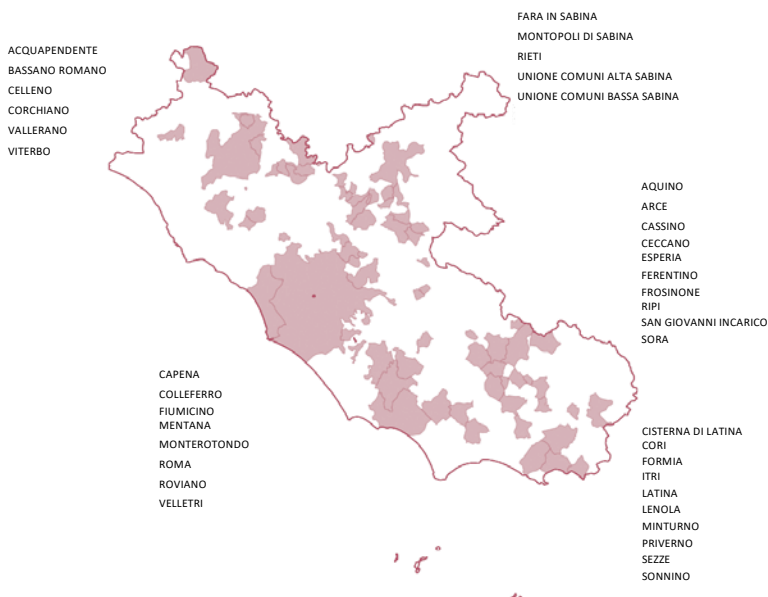 ACQUAPENDENTE
BASSANO ROMANO
CELLENO
CORCHIANO
VALLERANO
VITERBO
FARA IN SABINA
MONTOPOLI DI SABINA
RIETI
UNIONE COMUNI ALTA SABINA
UNIONE COMUNI BASSA SABINA
AQUINO
ARCE
CASSINO
CECCANO
ESPERIA
FERENTINO
FROSINONE
RIPI
SAN GIOVANNI INCARICO
SORA
CAPENA
COLLEFERRO
FIUMICINO
MENTANA
MONTEROTONDO
ROMA
ROVIANO
VELLETRI
CISTERNA DI LATINA
CORI
FORMIA
ITRI
LATINA
LENOLA
MINTURNO
PRIVERNO
SEZZE
SONNINO